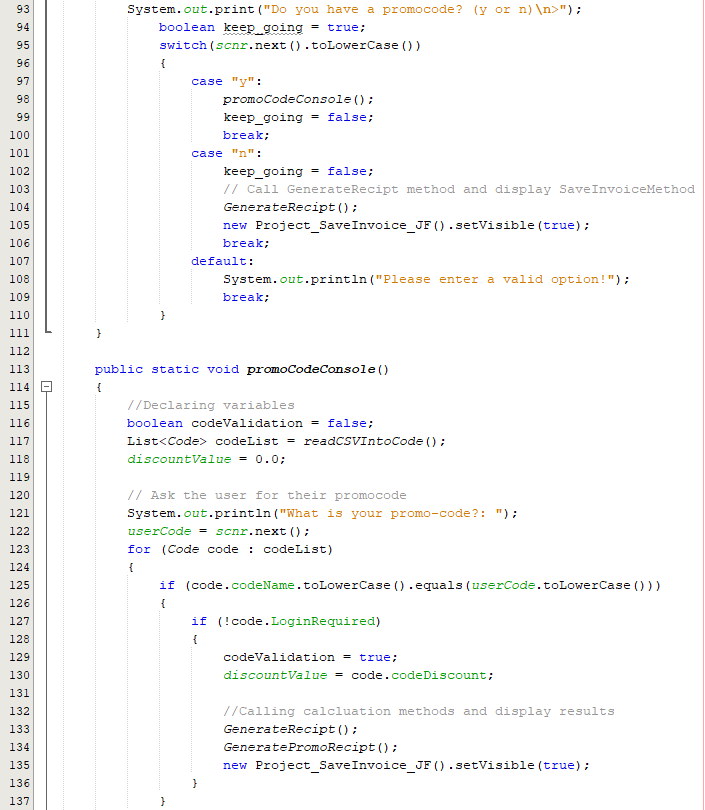 93 System.out.print("Do you have a promocode? (y or n)\n>");
94 boolean keep_going = true;
95 switch(scnr.next().toLowerCase())
96 {
97 case "y":
98 promoCodeConsole();
99 keep_going = false;
100 break;
101 case "n":
102 keep_going = false;
103 // Call GenerateRecipt method and display SaveInvoiceMethod
104 GenerateRecipt();
105 new Project_SaveInvoice_JF().setVisible(true);
106 break;
107 default:
108 System.out.println("Please enter a valid option!");
109 break;
110 }
111 }
112
113 public static void promoCodeConsole()
114 {
115 //Declaring variables
116 boolean codeValidation = false;
117 List<Code> codeList = readCSVIntoCode();
118 discountValue = 0.0;
119
120 // Ask the user for their promocode
121 System.out.println("What is your promo-code?: ");
122 userCode = scnr.next();
123 for (Code code : codeList)
124 {
125 if (code.codeName.toLowerCase().equals(userCode.toLowerCase()))
126 {
127 if (!code.LoginRequired)
128 {
129 codeValidation = true;
130 discountValue = code.codeDiscount;
131
132 //Calling calcluation methods and display results
133 GenerateRecipt();
134 GeneratePromoRecipt();
135 new Project_SaveInvoice_JF().setVisible(true);
136 }
137 }